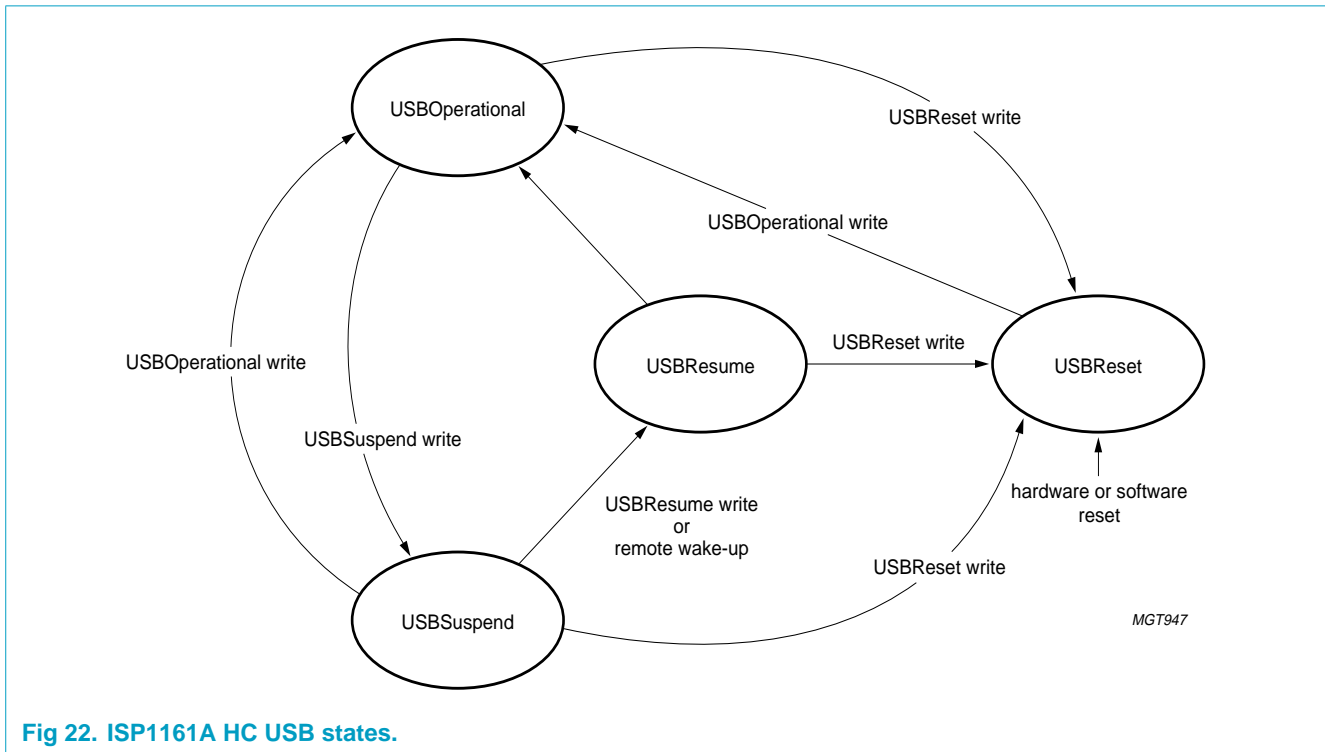 USBOperational
USBReset write
USBOperational write
USBReset write
USBOperational write
USBResume
USBReset
USBSuspend write
hardware or software
reset
USBResume write
or
remote wake-up
USBReset write
USBSuspend
MGT947
Fig 22. ISP1161A HC USB states.